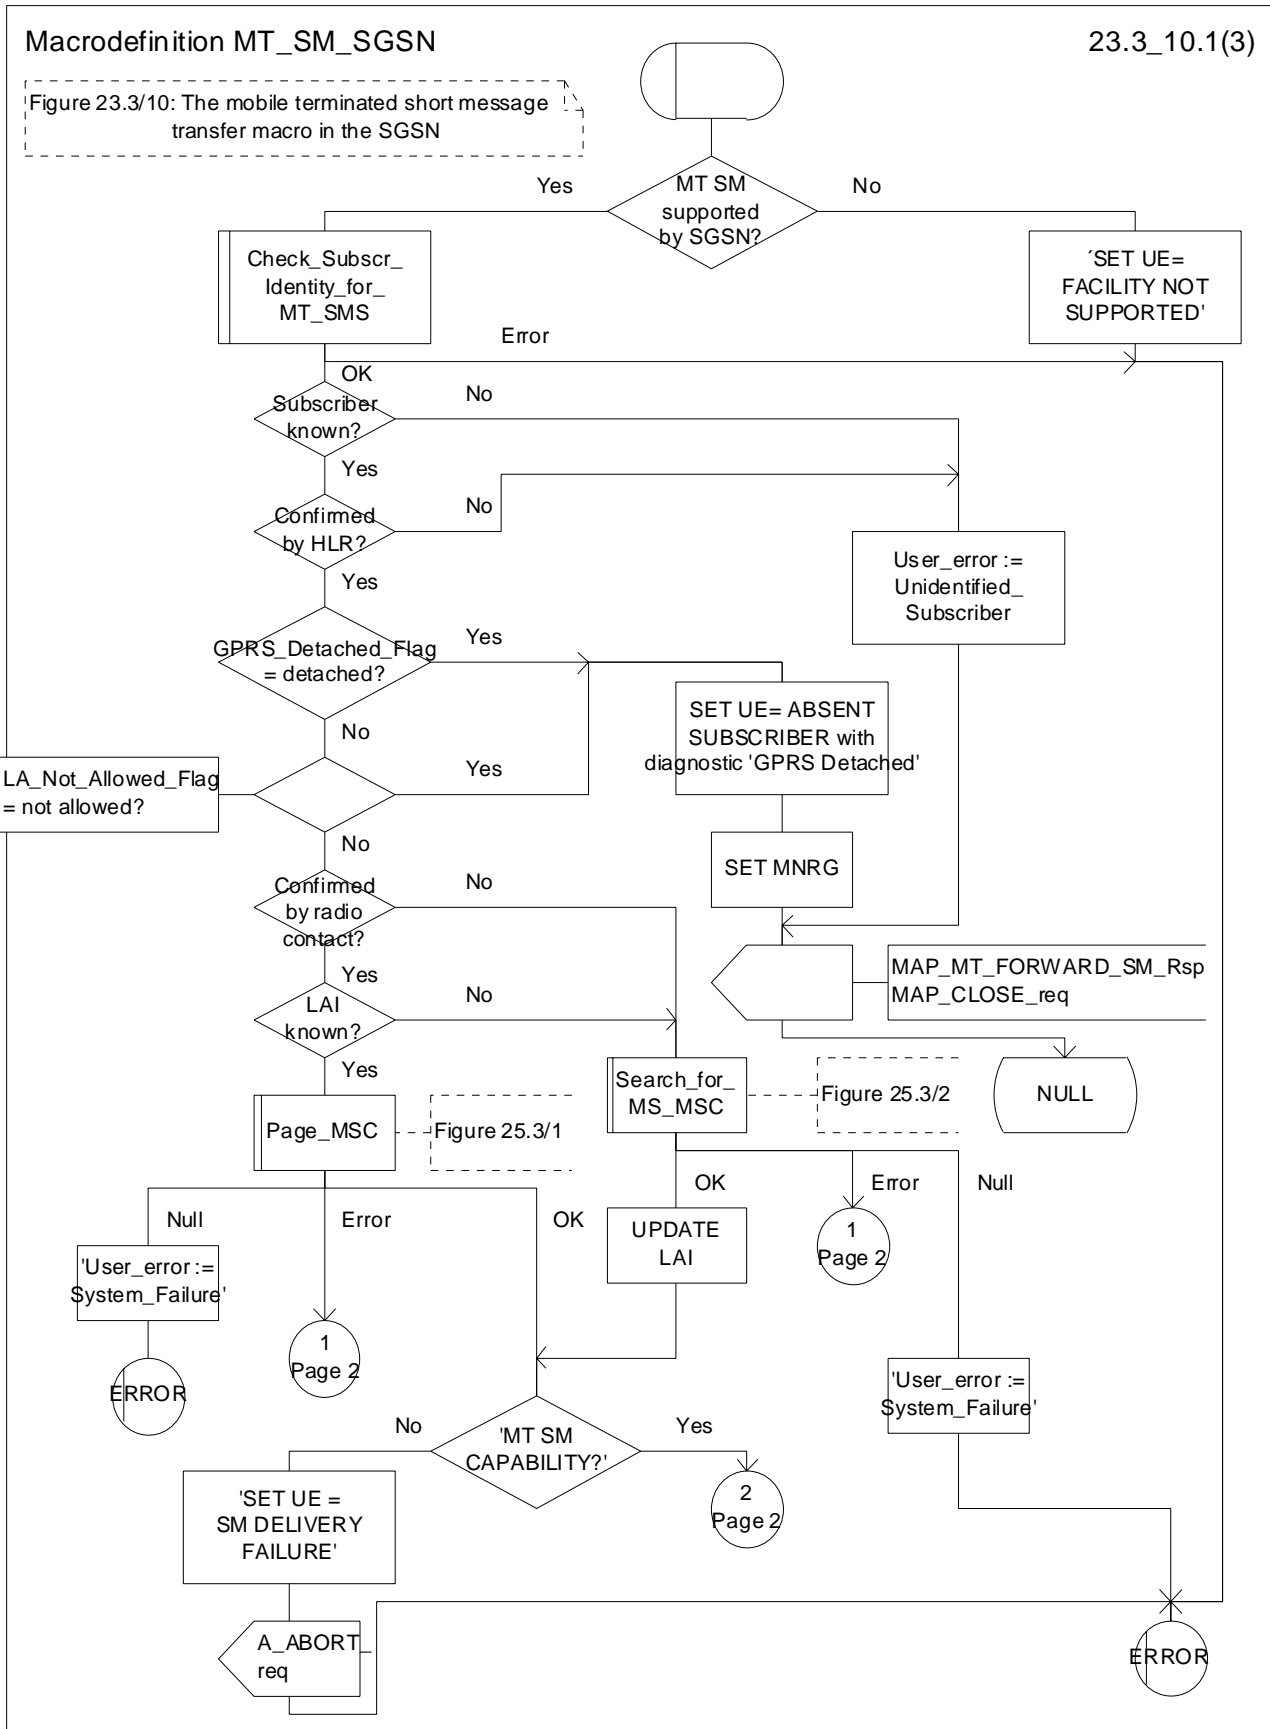 Macrodefinition MT_SM_SGSN
23.3_10.1(3)
Figure 23.3/10: The mobile terminated short message
transfer macro in the SGSN
Yes
MT SM
supported
by SGSN?
No
Check_Subscr_
Identity_for_
MT_SMS
´SET UE=
FACILITY NOT
SUPPORTED'
Error
OK
Subscriber
known?
No
Yes
Confirmed
by HLR?
No
User_error :=
Unidentified_
Subscriber
Yes
GPRS_Detached_Flag
= detached?
Yes
SET UE= ABSENT
SUBSCRIBER with
diagnostic 'GPRS Detached'
No
LA_Not_Allowed_Flag
= not allowed?
Yes
No
SET MNRG
Confirmed
by radio
contact?
No
MAP_MT_FORWARD_SM_Rsp
MAP_CLOSE_req
Yes
LAI
known?
No
Yes
Search_for_
MS_MSC
Figure 25.3/2
NULL
Page_MSC
Figure 25.3/1
OK
Error
Null
Null
Error
OK
UPDATE
LAI
1
Page 2
'User_error :=
System_Failure'
1
Page 2
ERROR
'User_error :=
System_Failure'
No
'MT SM
CAPABILITY?'
Yes
'SET UE =
SM DELIVERY
FAILURE'
2
Page 2
A_ABORT_
req
ERROR